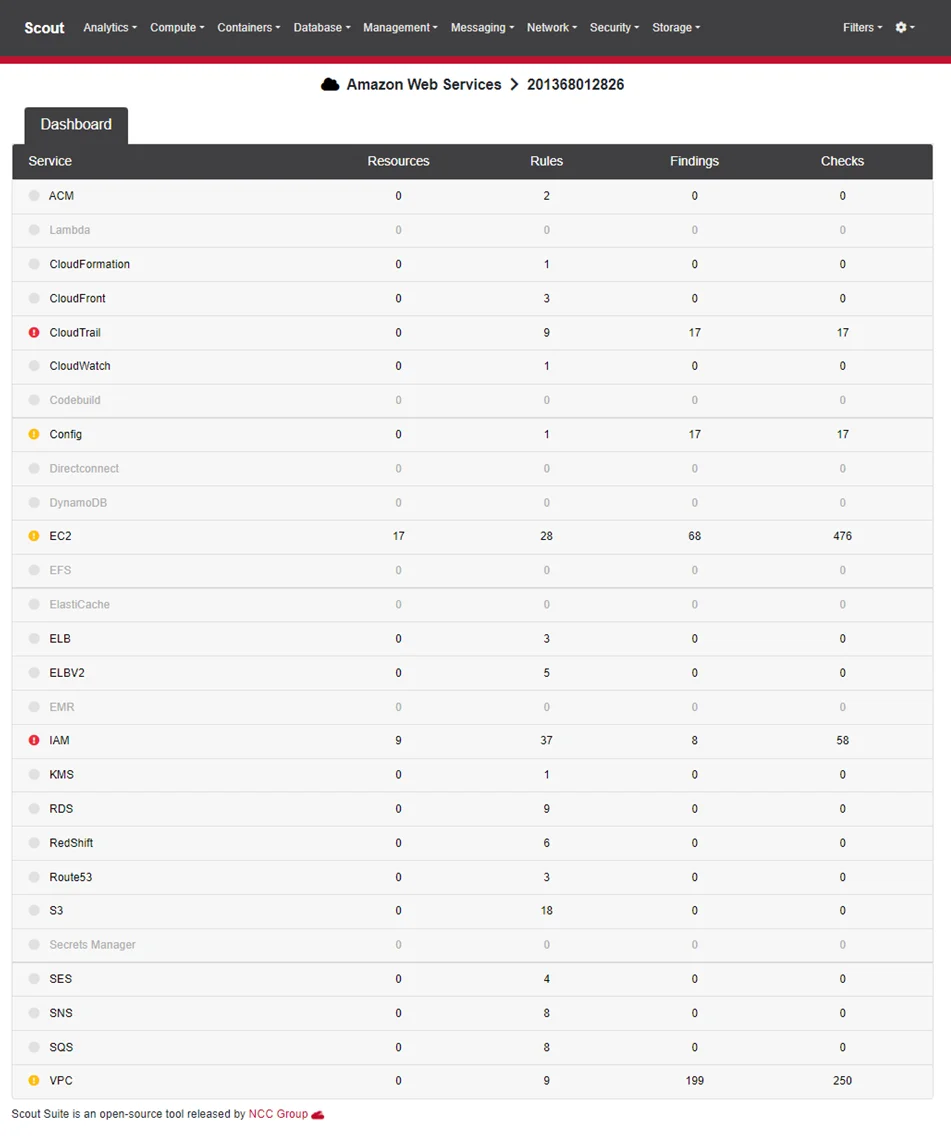 Scout Analytics Compute Containers Database Management Messaging Network Security Storage Filters
Amazon Web Services > 201368012826
Dashboard
Service Resources Rules Findings Checks
ACM 0 2 0 0
Lambda 0 0 0 0
CloudFormation 0 1 0 0
CloudFront 0 3 0 0
CloudTrail 0 9 17 17
CloudWatch 0 1 0 0
Codebuild 0 0 0 0
Config 0 1 17 17
Directconnect 0 0 0 0
DynamoDB 0 0 0 0
EC2 17 28 68 476
EFS 0 0 0 0
ElastiCache 0 0 0 0
ELB 0 3 0 0
ELBV2 0 5 0 0
EMR 0 0 0 0
IAM 9 37 8 58
KMS 0 1 0 0
RDS 0 9 0 0
RedShift 0 6 0 0
Route53 0 3 0 0
S3 0 18 0 0
Secrets Manager 0 0 0 0
SES 0 4 0 0
SNS 0 8 0 0
SQS 0 8 0 0
VPC 0 9 199 250
Scout Suite is an open-source tool released by NCC Group